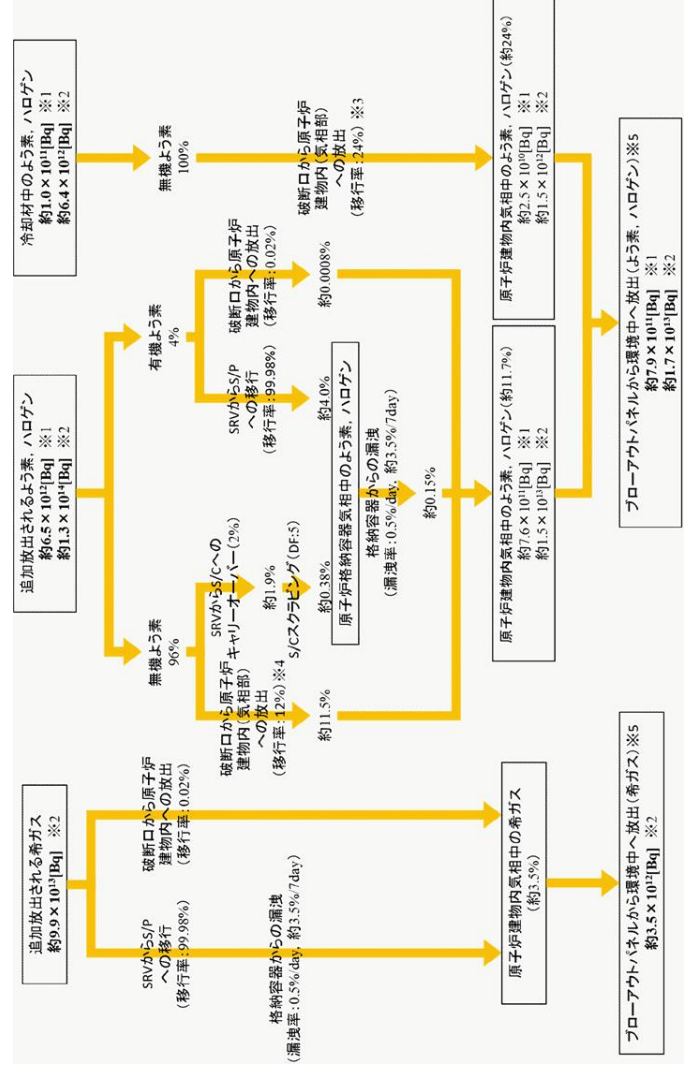 追加放出される希ガス
約9.9×10¹³[Bq] ※2
SRVからS/P
への移行
(移行率:99.98%)
破断口から原子炉
建物内への放出
(移行率:0.02%)
格納容器からの漏洩
(漏洩率:0.5%/day, 約3.5%/7day)
原子炉建物内気相中の希ガス
(約3.5%)
ブローアウトパネルから環境中へ放出(希ガス)※5
約3.5×10¹²[Bq] ※2
追加放出されるよう素, ハロゲン
約6.5×10¹²[Bq] ※1
約1.3×10¹⁴[Bq] ※2
無機よう素
96%
破断口から原子炉
建物内(気相部)
への放出
(移行率:12%)※4
約11.5%
SRVからS/Cへの
キャリーオーバー(2%)
約1.9%
S/Cスクラビング(DF:5)
約0.38%
有機よう素
4%
SRVからS/P
への移行
(移行率:99.98%)
約4.0%
破断口から原子炉
建物内への放出
(移行率:0.02%)
約0.0008%
原子炉格納容器気相中のよう素, ハロゲン
格納容器からの漏洩
(漏洩率:0.5%/day, 約3.5%/7day)
約0.15%
原子炉建物内気相中のよう素, ハロゲン(約11.7%)
約7.6×10¹¹[Bq] ※1
約1.5×10¹³[Bq] ※2
冷却材中のよう素, ハロゲン
約1.0×10¹¹[Bq] ※1
約6.4×10¹²[Bq] ※2
無機よう素
100%
破断口から原子炉
建物内(気相部)
への放出
(移行率:24%) ※3
原子炉建物内気相中のよう素, ハロゲン(約24%)
約2.5×10¹⁰[Bq] ※1
約1.5×10¹²[Bq] ※2
ブローアウトパネルから環境中へ放出(よう素, ハロゲン)※5
約7.9×10¹¹[Bq] ※1
約1.7×10¹³[Bq] ※2